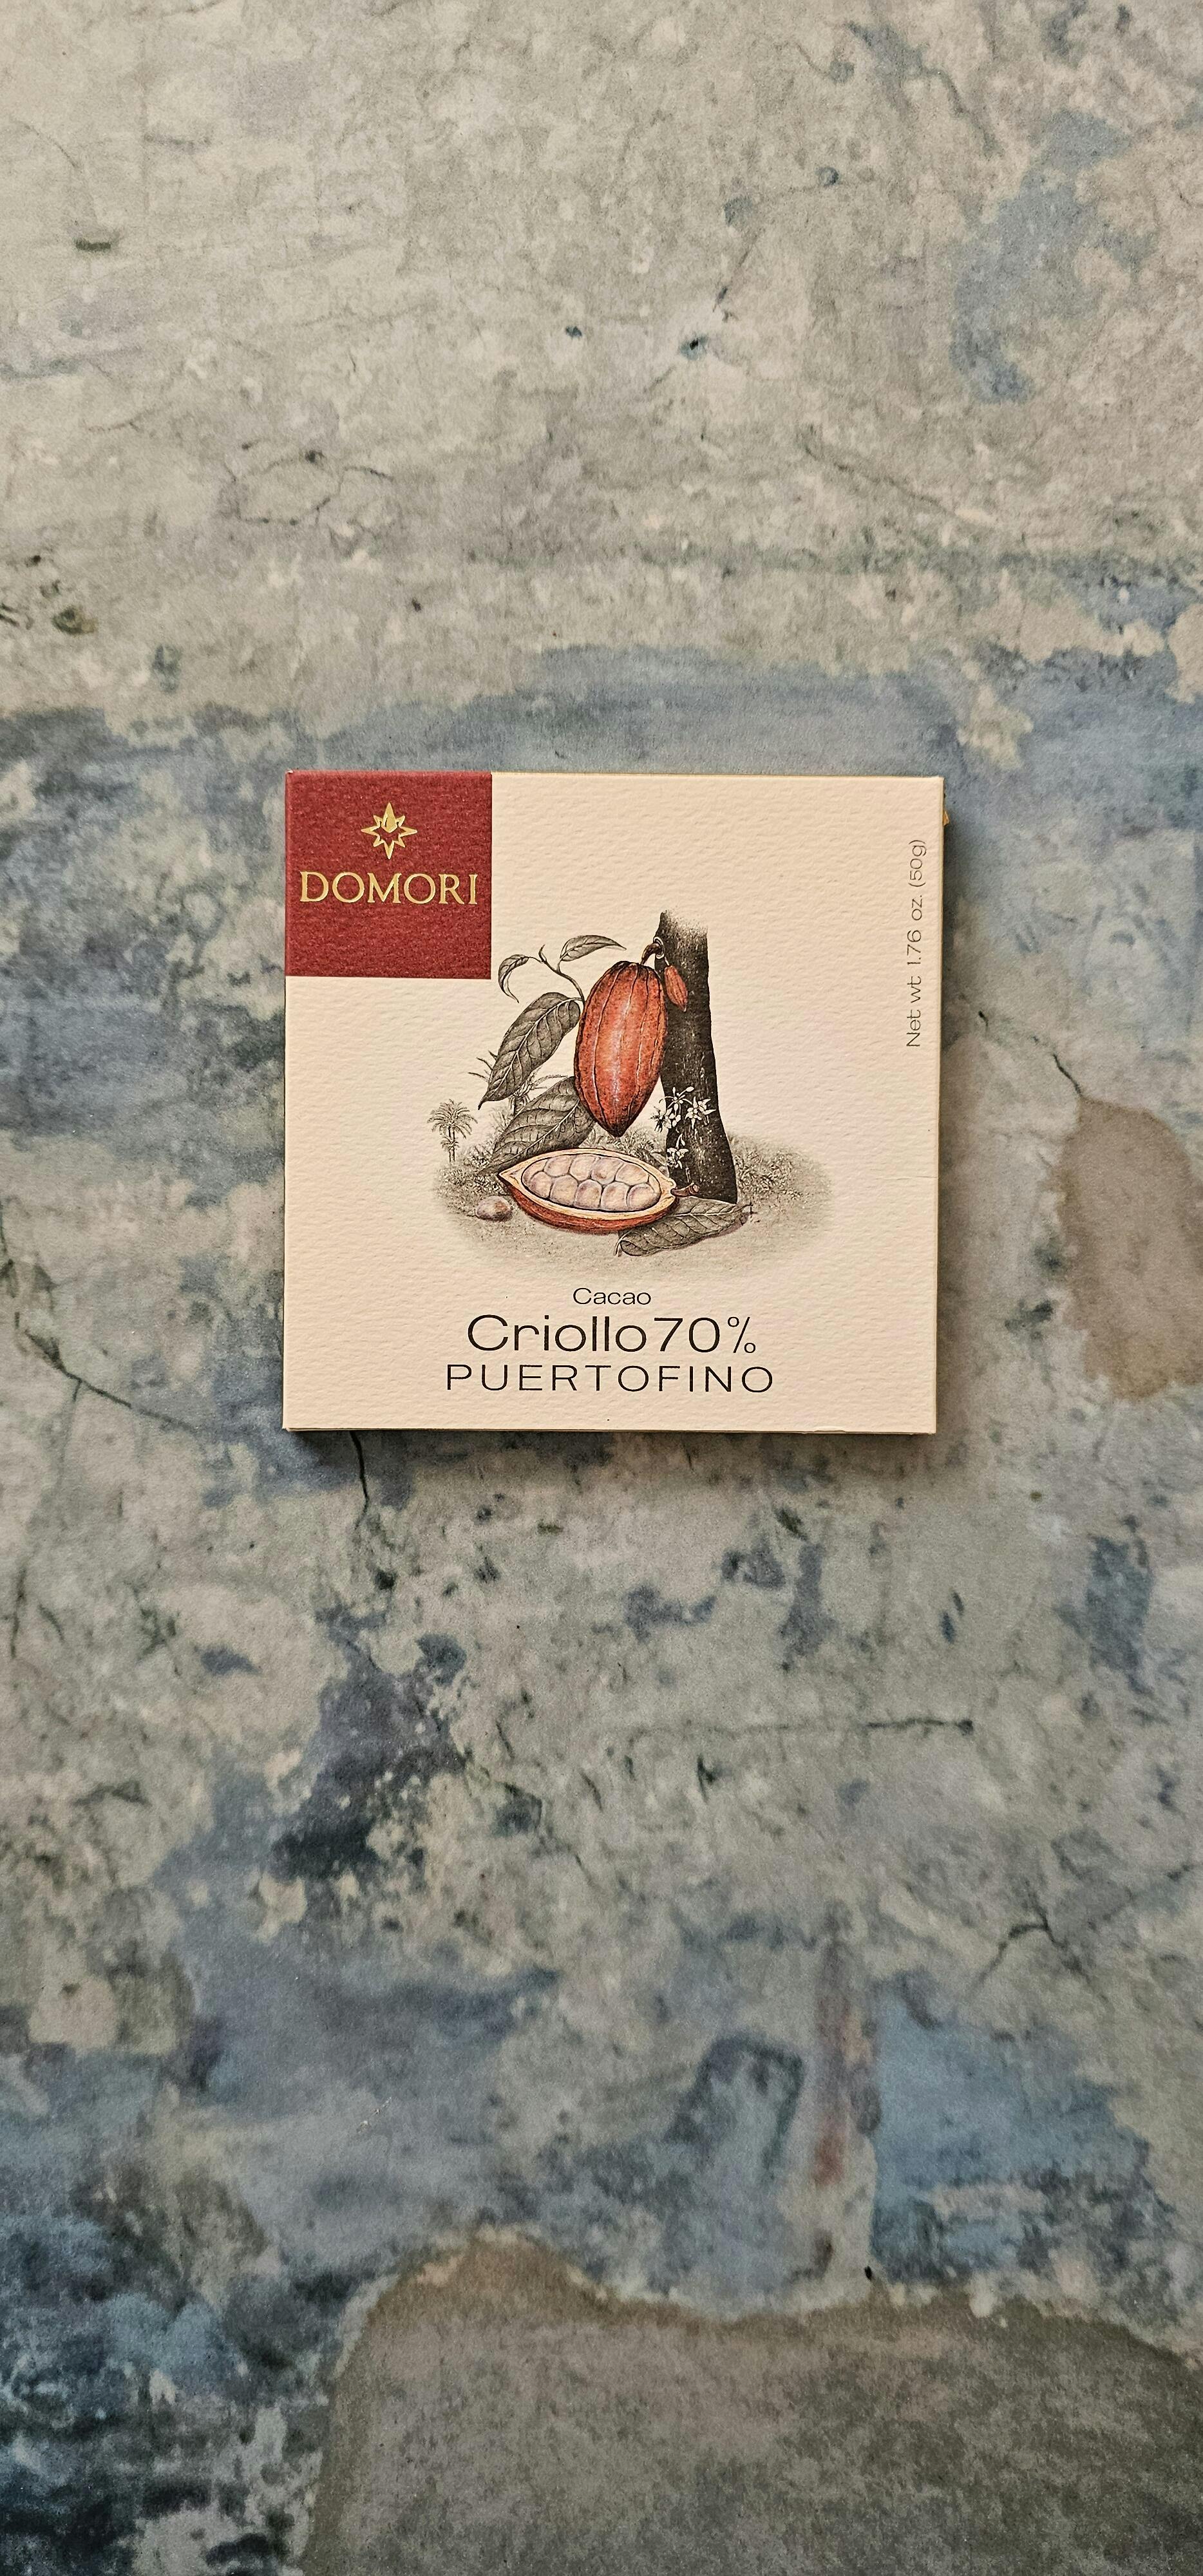 DOMORI
Net wt 1.76 oz. (50g)
Cacao
Criollo 70%
PUERTOFINO